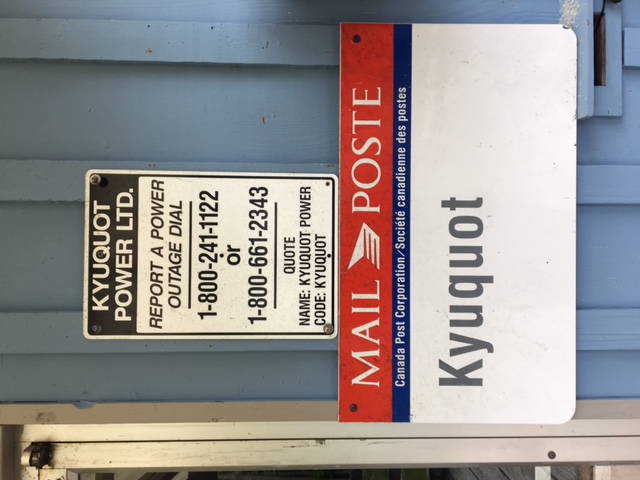 KYUQUOT
POWER LTD.
REPORT A POWER
OUTAGE DIAL
1-800-241-1122
or
1-800-661-2343
QUOTE
NAME: KYUQUOT POWER
CODE: KYUQUOT
MAIL POSTE
Canada Post Corporation/Société canadienne des postes
Kyuquot